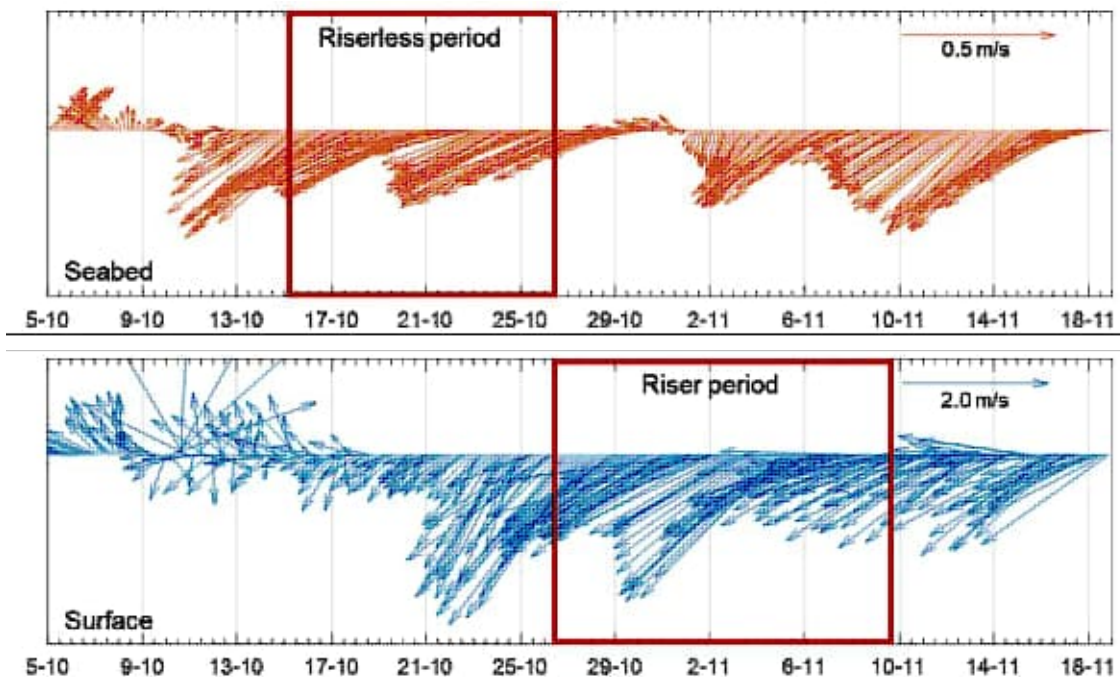 Riserless period
0.5 m/s
Seabed
5-10 9-10 13-10 17-10 21-10 25-10 29-10 2-11 6-11 10-11 14-11 18-11
Riser period
2.0 m/s
Surface
5-10 9-10 13-10 17-10 21-10 25-10 29-10 2-11 6-11 10-11 14-11 18-11